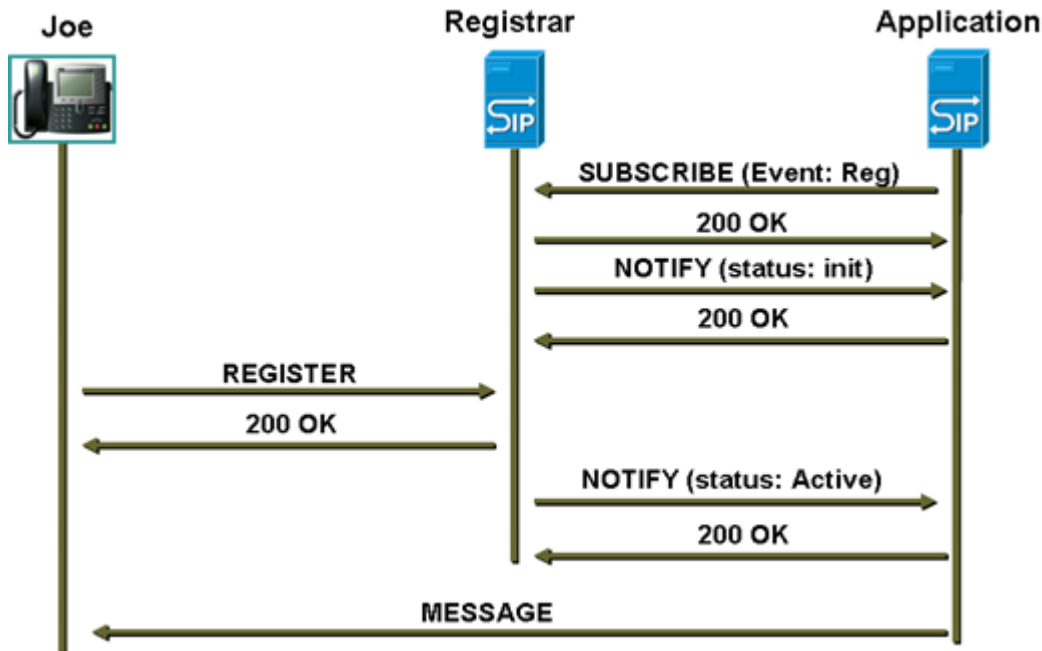 Joe
Registrar
Application
SIP
SIP
SUBSCRIBE (Event: Reg)
200 OK
NOTIFY (status: init)
200 OK
REGISTER
200 OK
NOTIFY (status: Active)
200 OK
MESSAGE